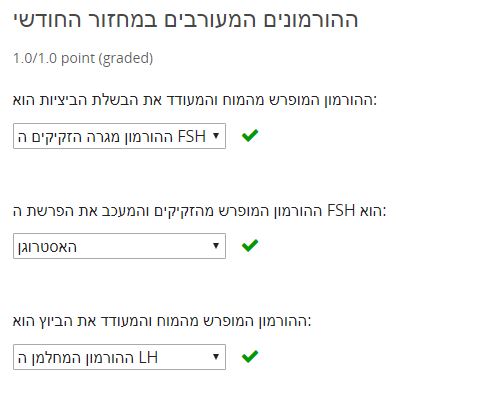 ההורמונים המעורבים במחזור החודשי
1.0/1.0 point (graded)
ההורמון המופרש מהמוח והמעודד את הבשלת הביציות הוא:
ההורמון מגרה הזקיקים ה FSH
ההורמון המופרש מהזקיקים והמעכב את הפרשת ה FSH הוא:
האסטרוגן
ההורמון המופרש מהמוח והמעודד את הביוץ הוא:
ההורמון המחלמן ה LH